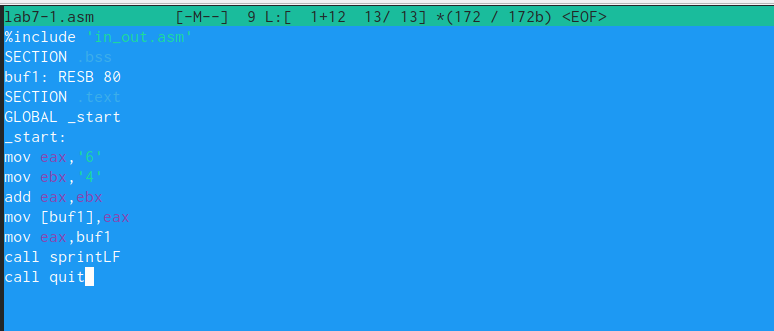 lab7-1.asm [-M--] 9 L:[ 1+12 13/ 13] *(172 / 172b) <EOF>
%include 'in_out.asm'
SECTION .bss
buf1: RESB 80
SECTION .text
GLOBAL _start
_start:
mov eax,'6'
mov ebx,'4'
add eax,ebx
mov [buf1],eax
mov eax,buf1
call sprintLF
call quit